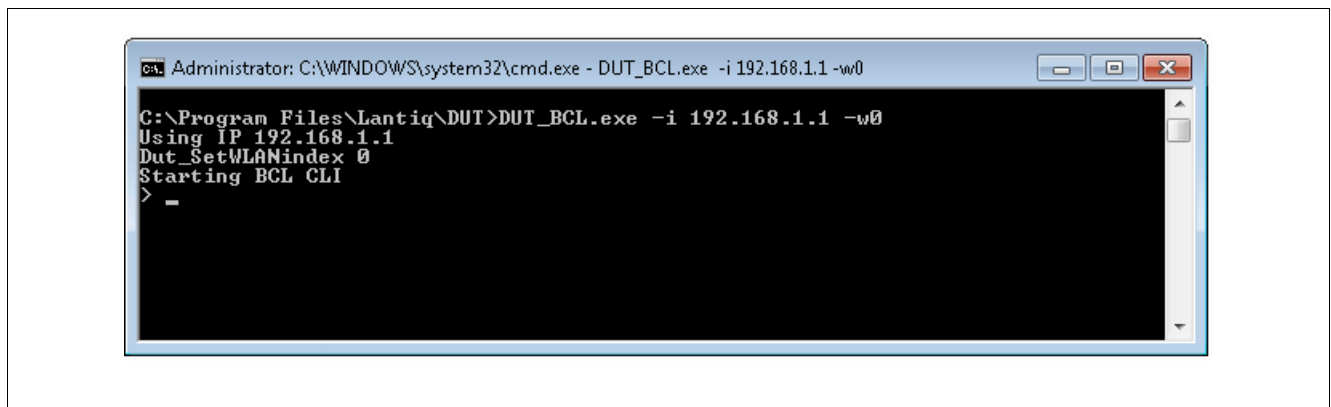 Administrator: C:\WINDOWS\system32\cmd.exe - DUT_BCL.exe -i 192.168.1.1 -w0
C:\Program Files\Lantiq\DUT>DUT_BCL.exe -i 192.168.1.1 -w0
Using IP 192.168.1.1
Dut_SetWLANindex 0
Starting BCL CLI
> _